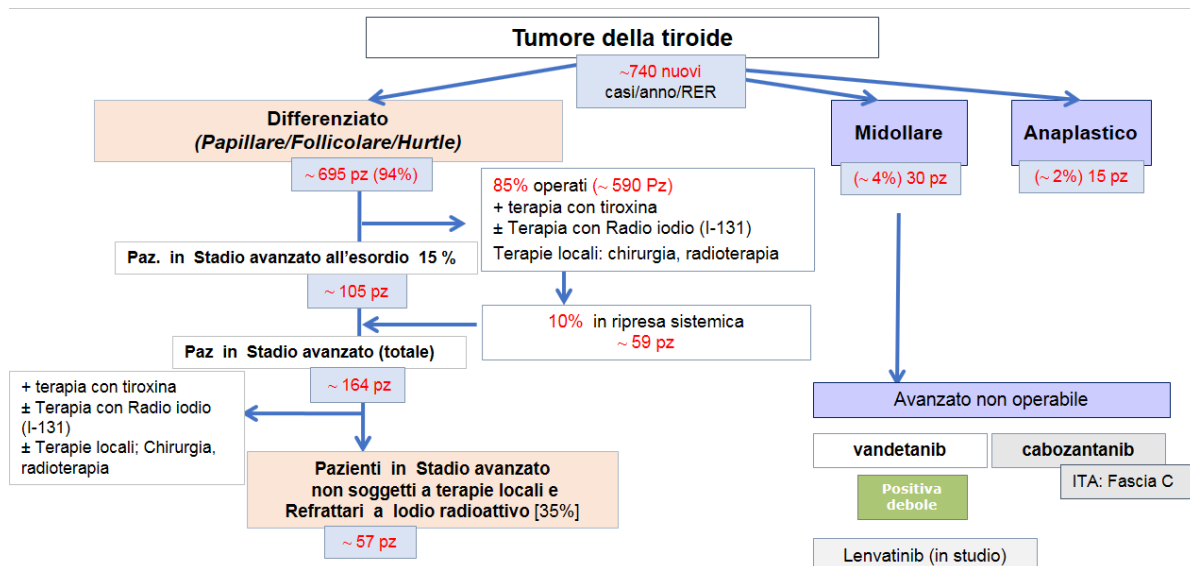 Tumore della tiroide
~740 nuovi
casi/anno/RER
Differenziato
(Papillare/Follicolare/Hurtle)
~ 695 pz (94%)
Midollare
(~ 4%) 30 pz
Anaplastico
(~ 2%) 15 pz
85% operati (~ 590 Pz)
+ terapia con tiroxina
± Terapia con Radio iodio (I-131)
Terapie locali: chirurgia, radioterapia
Paz. in Stadio avanzato all'esordio 15 %
~ 105 pz
10% in ripresa sistemica
~ 59 pz
Paz in Stadio avanzato (totale)
~ 164 pz
+ terapia con tiroxina
± Terapia con Radio iodio
(I-131)
± Terapie locali; Chirurgia,
radioterapia
Pazienti in Stadio avanzato
non soggetti a terapie locali e
Refrattari a Iodio radioattivo [35%]
~ 57 pz
Avanzato non operabile
vandetanib
cabozantanib
Positiva
debole
ITA: Fascia C
Lenvatinib (in studio)